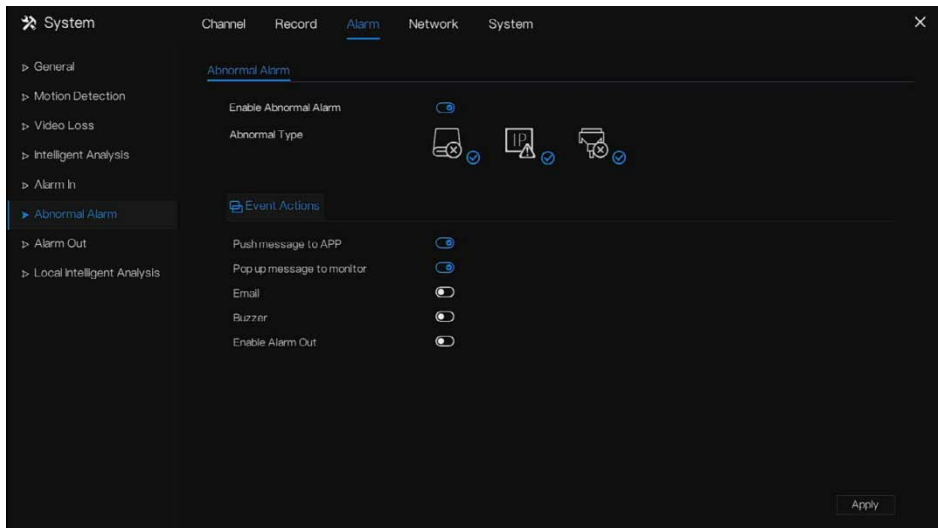 System
Channel Record Alarm Network System
General
Motion Detection
Video Loss
Intelligent Analysis
Alarm In
Abnormal Alarm
Alarm Out
Local Intelligent Analysis
Abnormal Alarm
Enable Abnormal Alarm
Abnormal Type
IP
Event Actions
Push message to APP
Pop up message to monitor
Email
Buzzer
Enable Alarm Out
Apply